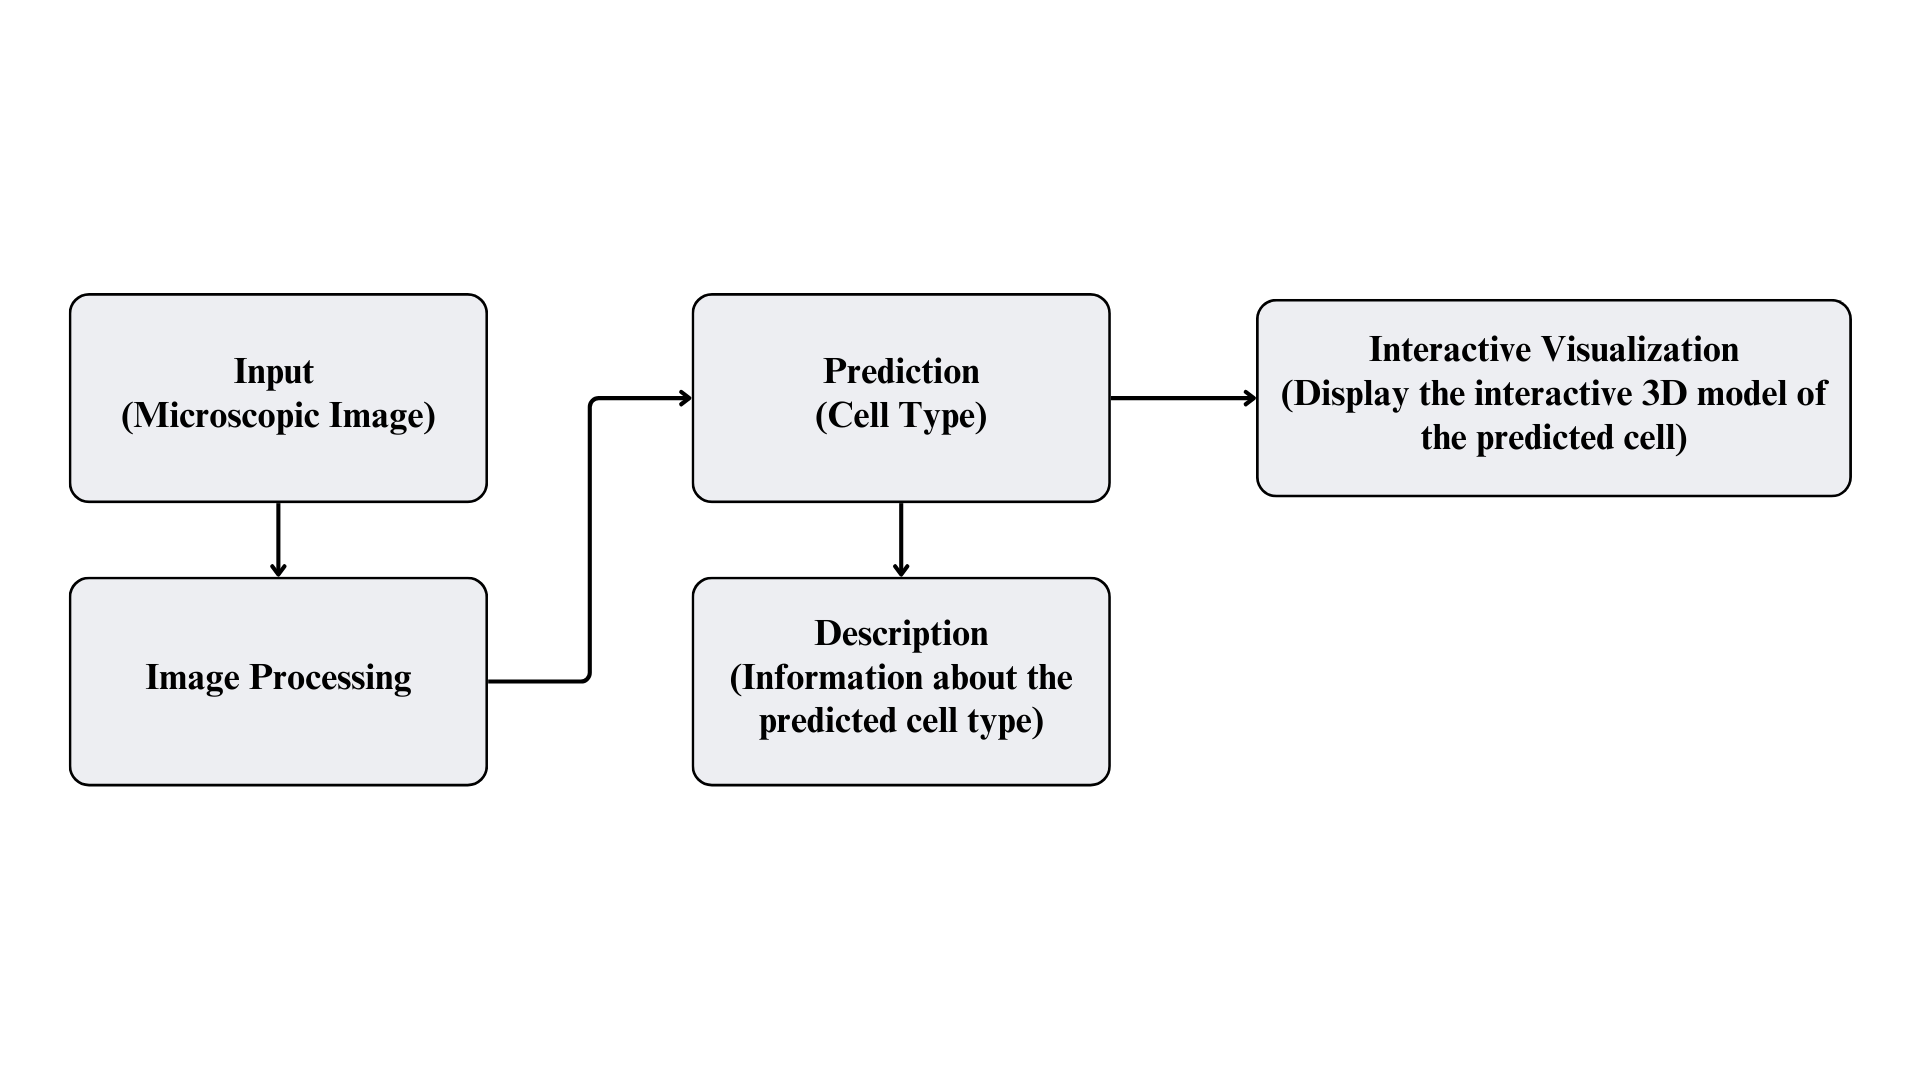 Input
(Microscopic Image)
Image Processing
Prediction
(Cell Type)
Description
(Information about the
predicted cell type)
Interactive Visualization
(Display the interactive 3D model of
the predicted cell)